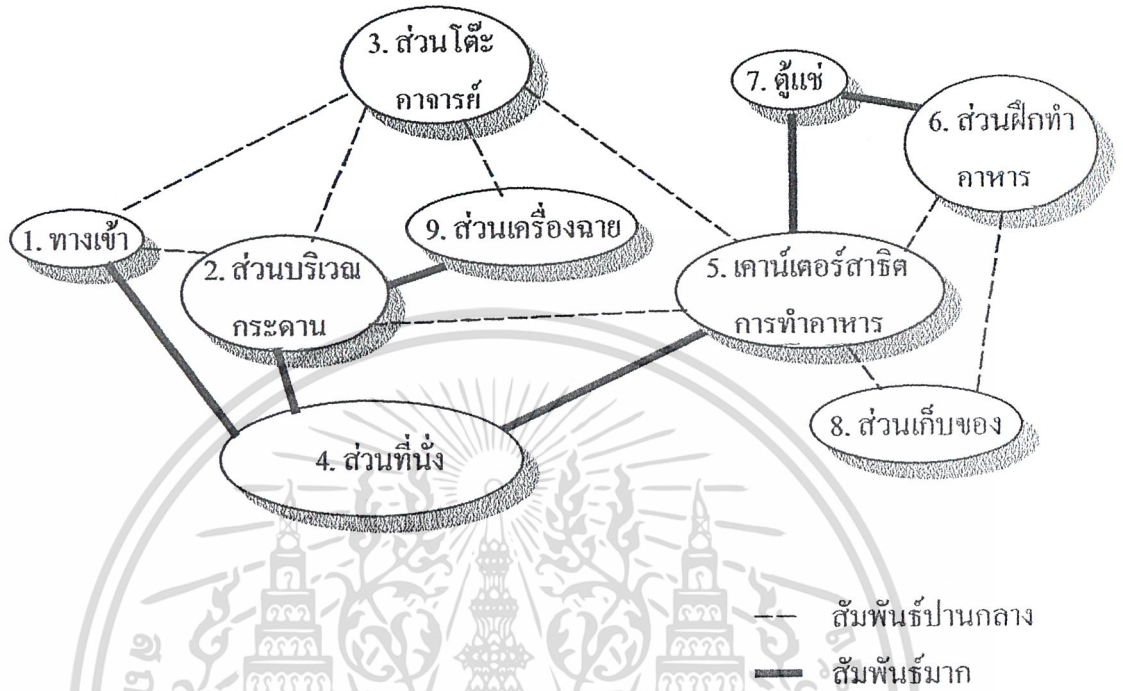 3. ส่วนโต๊ะ
อาจารย์
7. ตู้แช่
6. ส่วนฝึกทำ
อาหาร
1. ทางเข้า
9. ส่วนเครื่องฉาย
2. ส่วนบริเวณ
กระดาน
5. เคาน์เตอร์สาธิต
การทำอาหาร
8. ส่วนเก็บของ
4. ส่วนที่นั่ง
สัมพันธ์ปานกลาง
สัมพันธ์มาก